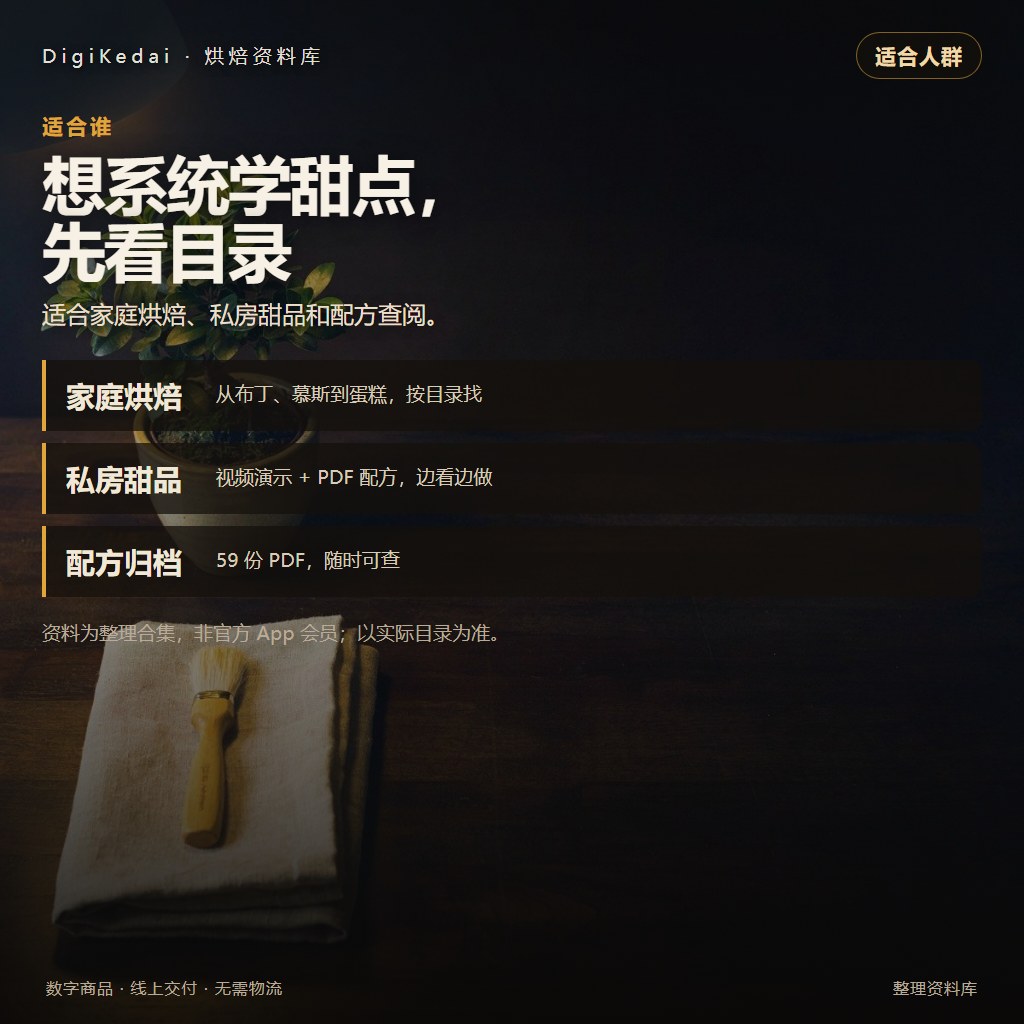 DigiKedai · 烘焙资料库
适合人群
适合谁
想系统学甜点，
先看目录
适合家庭烘焙、私房甜品和配方查阅。
家庭烘焙 从布丁、慕斯到蛋糕，按目录找
私房甜品 视频演示 + PDF 配方，边看边做
配方归档 59 份 PDF，随时可查
资料为整理合集，非官方 App 会员；以实际目录为准。
数字商品 · 线上交付 · 无需物流
整理资料库